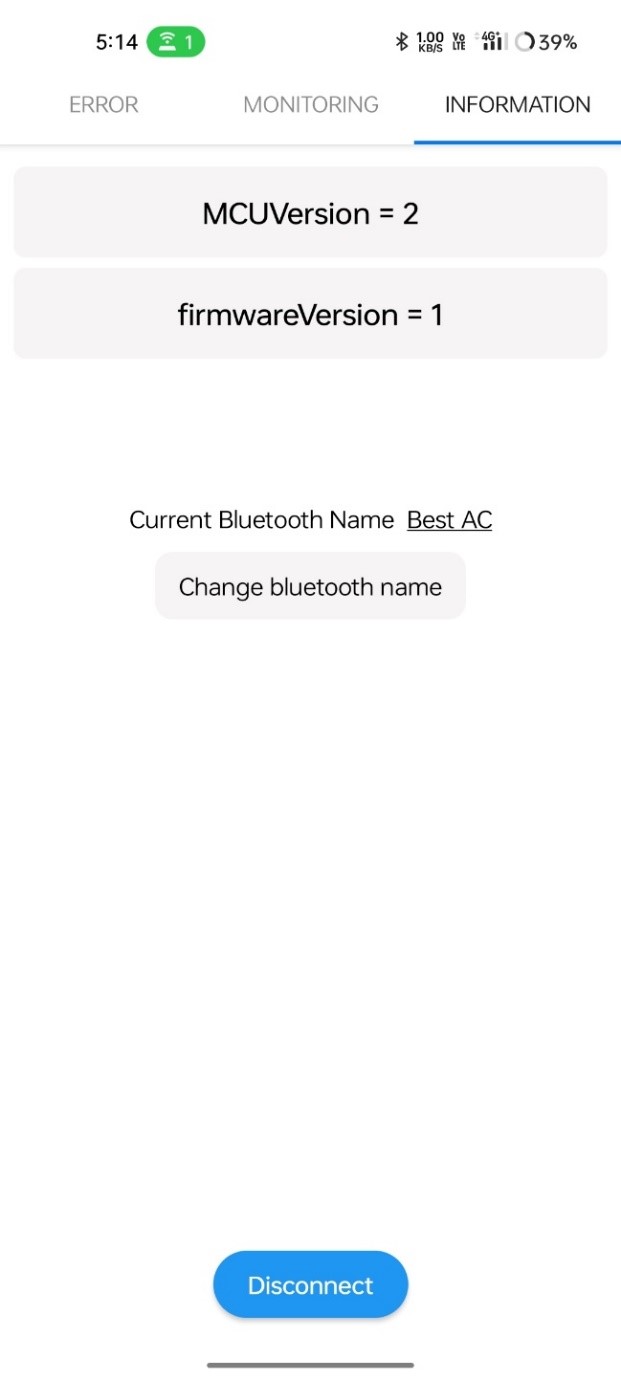 5:14 1 1.00 KB/S Vo LTE 4G 39%
ERROR MONITORING INFORMATION
MCUVersion = 2
firmwareVersion = 1
Current Bluetooth Name Best AC
Change bluetooth name
Disconnect